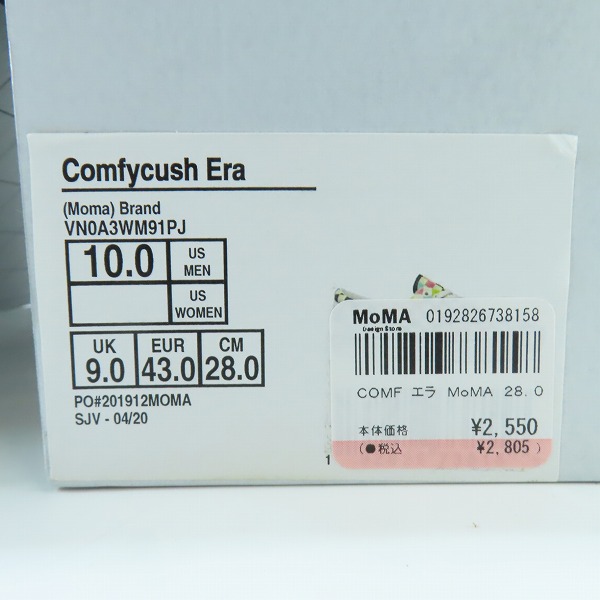 Comfycush Era
(Moma) Brand
VN0A3WM91PJ
10.0 US MEN
US WOMEN
UK EUR CM
9.0 43.0 28.0
PO#201912MOMA
SJV - 04/20
1
MoMA 0192826738158
Design Store
COMF エラ MoMA 28.0
本体価格 ¥2,550
(●税込 ¥2,805)